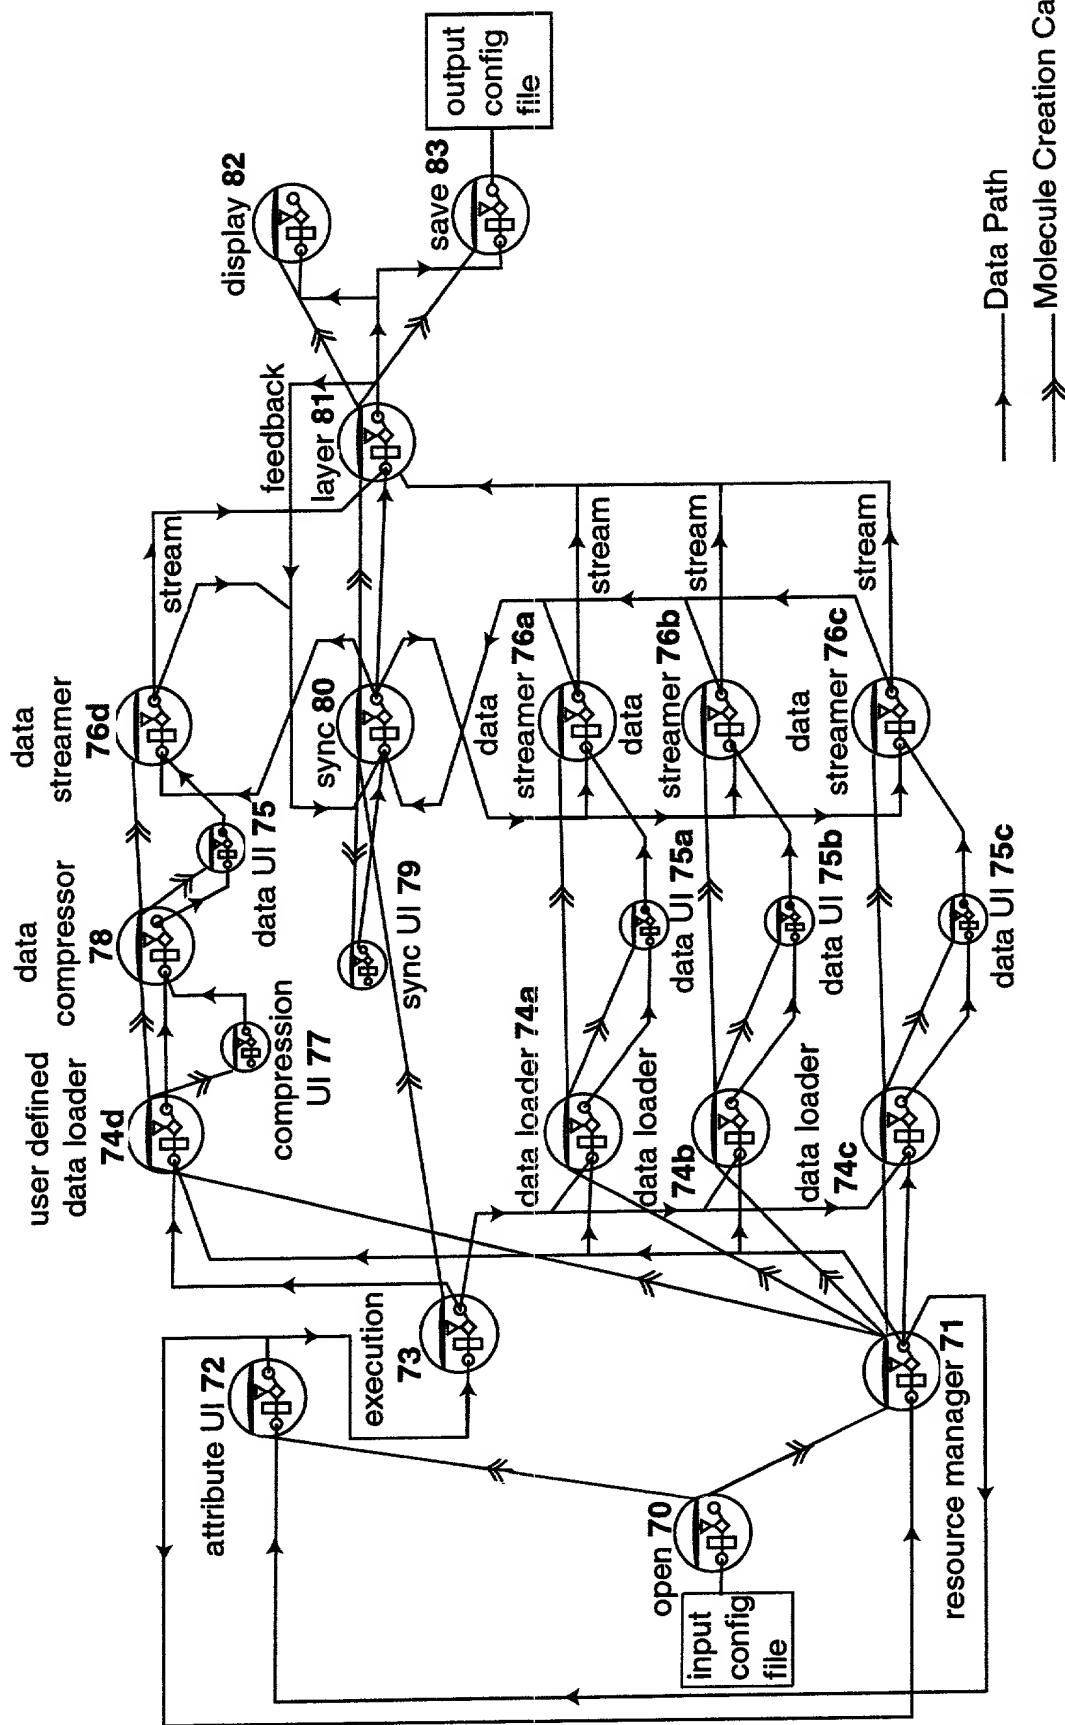 input
config
file
open 70
attribute UI 72
resource manager 71
execution
73
user defined
data loader
74d
compression
UI 77
data
compressor
78
data UI 75
data
streamer
76d
stream
sync UI 79
sync 80
feedback
layer 81
display 82
save 83
output
config
file
data loader 74a
data UI 75a
data
streamer 76a
stream
data loader
74b
data UI 75b
data
streamer 76b
stream
data loader
74c
data UI 75c
data
streamer 76c
stream
Data Path
Molecule Creation Ca